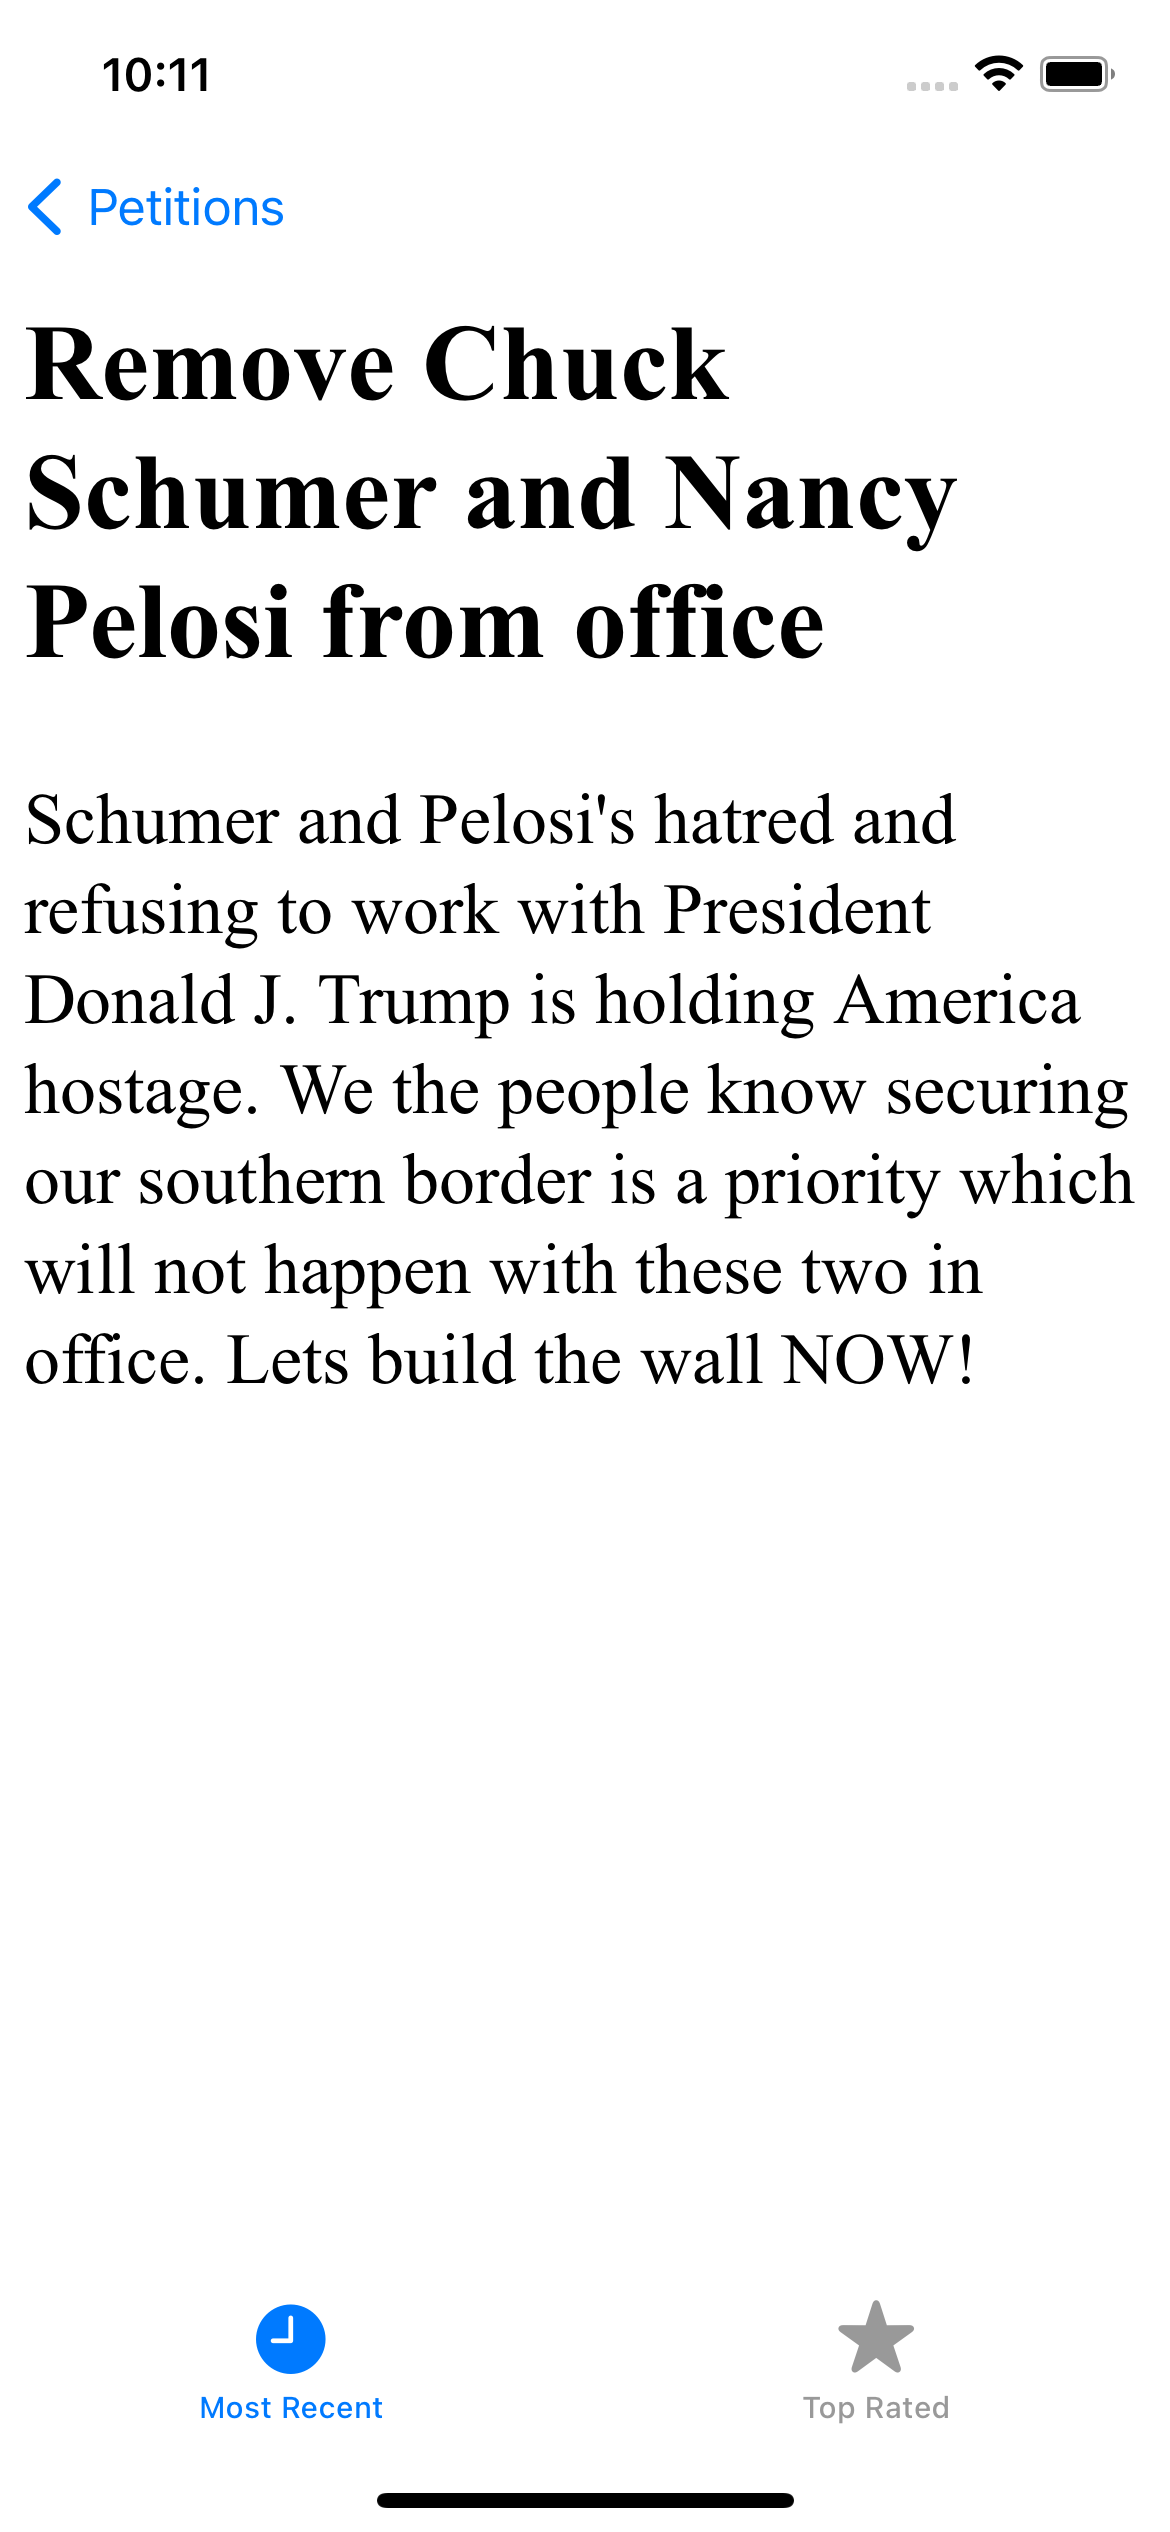 10:11
Petitions
Remove Chuck
Schumer and Nancy
Pelosi from office
Schumer and Pelosi's hatred and
refusing to work with President
Donald J. Trump is holding America
hostage. We the people know securing
our southern border is a priority which
will not happen with these two in
office. Lets build the wall NOW!
Most Recent
Top Rated